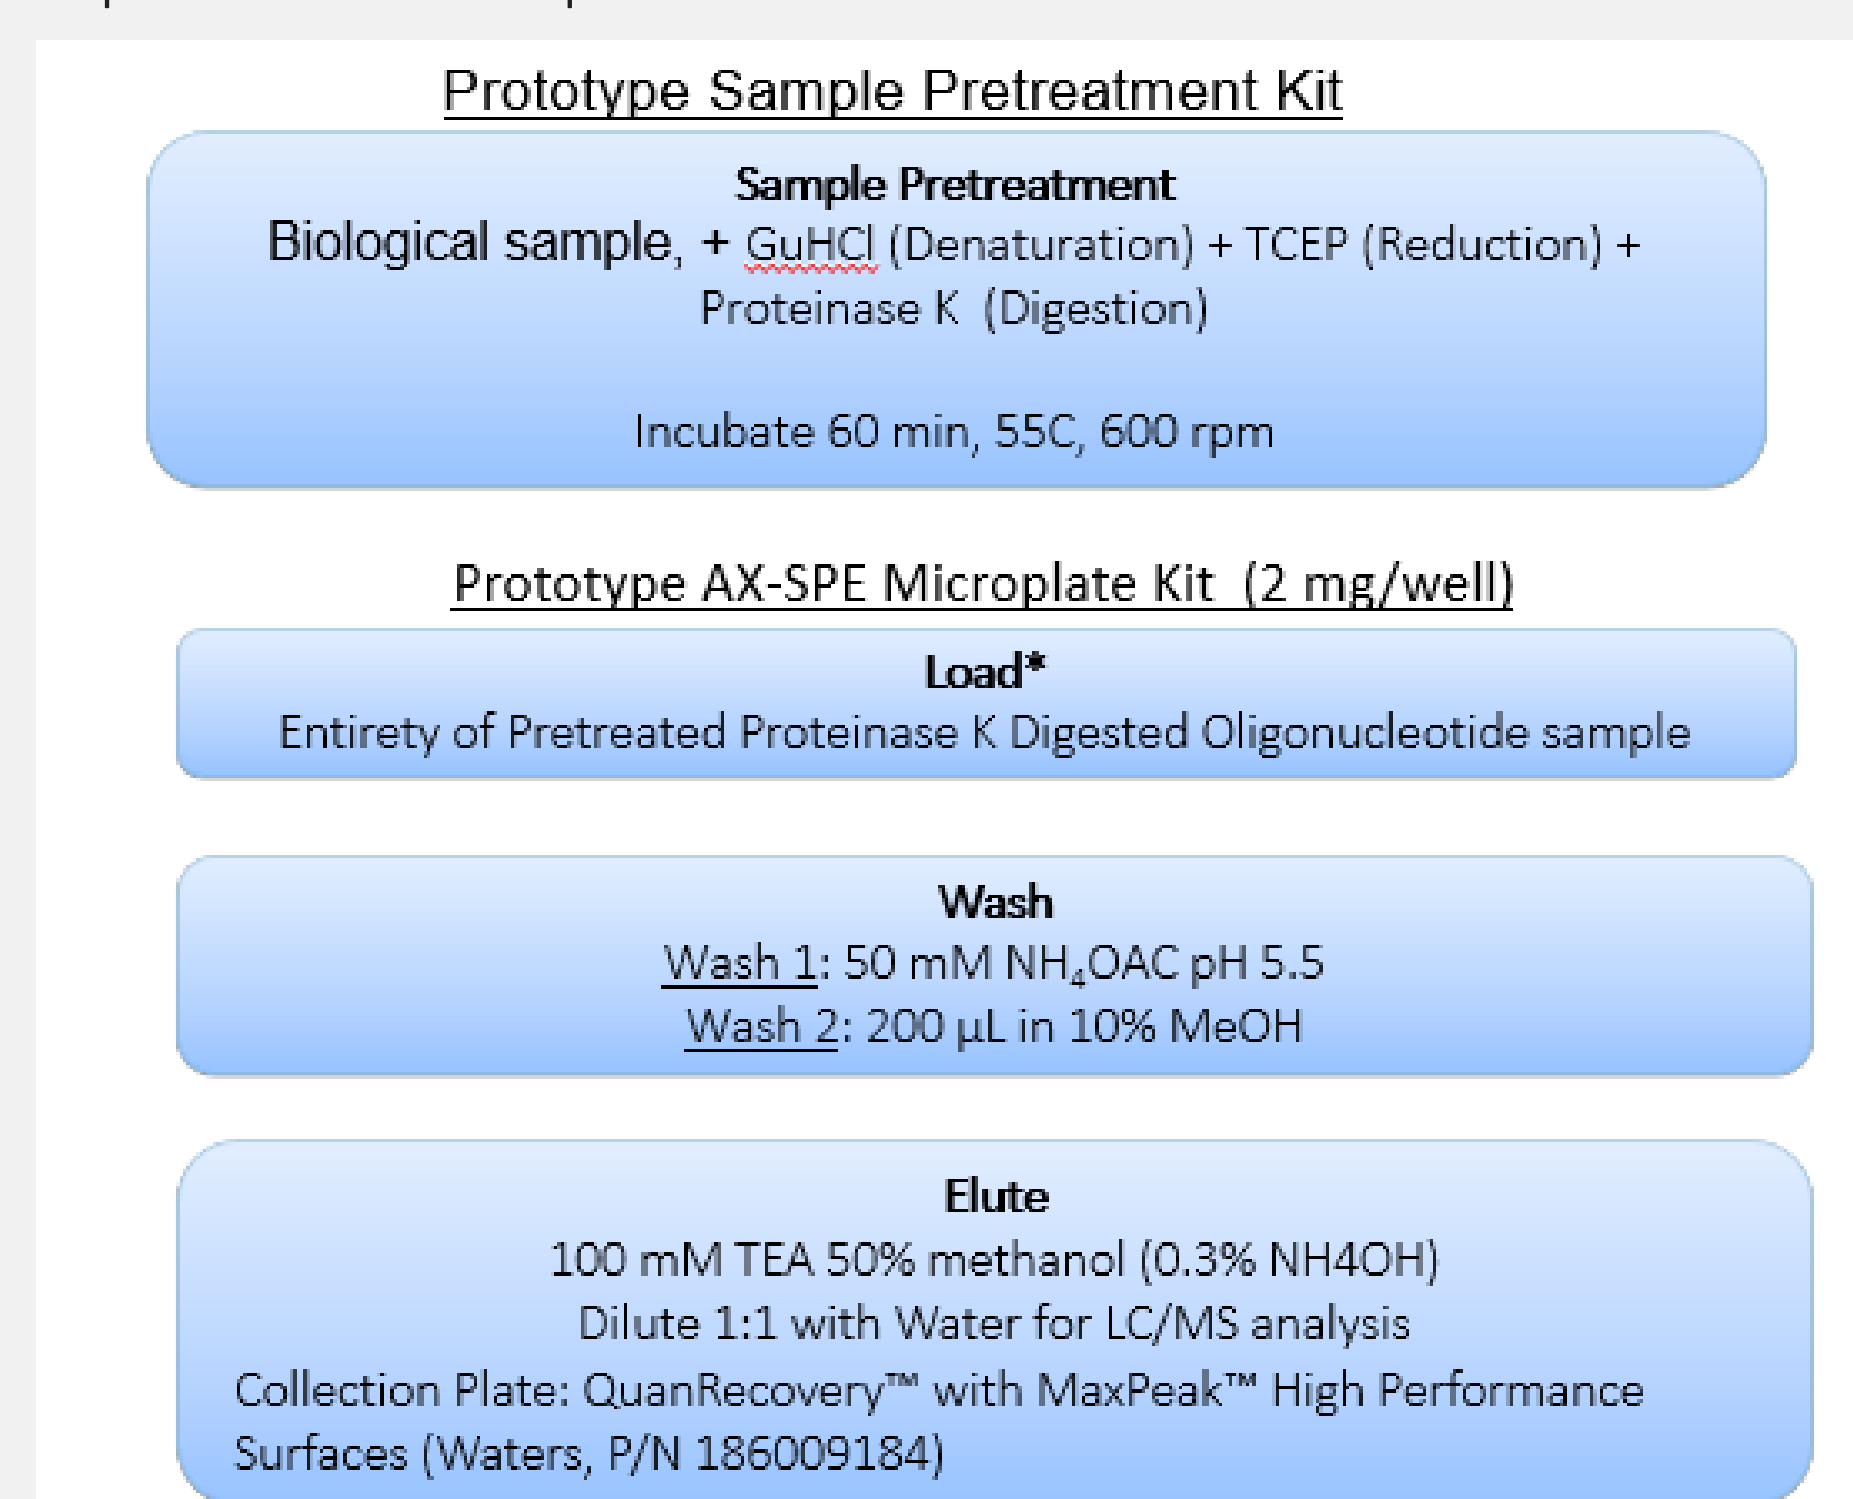 Prototype Sample Pretreatment Kit
Sample Pretreatment
Biological sample, + GuHCl (Denaturation) + TCEP (Reduction) +
Proteinase K (Digestion)
Incubate 60 min, 55C, 600 rpm
Prototype AX-SPE Microplate Kit (2 mg/well)
Load*
Entirety of Pretreated Proteinase K Digested Oligonucleotide sample
Wash
Wash 1: 50 mM NH₄OAC pH 5.5
Wash 2: 200 µL in 10% MeOH
Elute
100 mM TEA 50% methanol (0.3% NH4OH)
Dilute 1:1 with Water for LC/MS analysis
Collection Plate: QuanRecovery™ with MaxPeak™ High Performance
Surfaces (Waters, P/N 186009184)